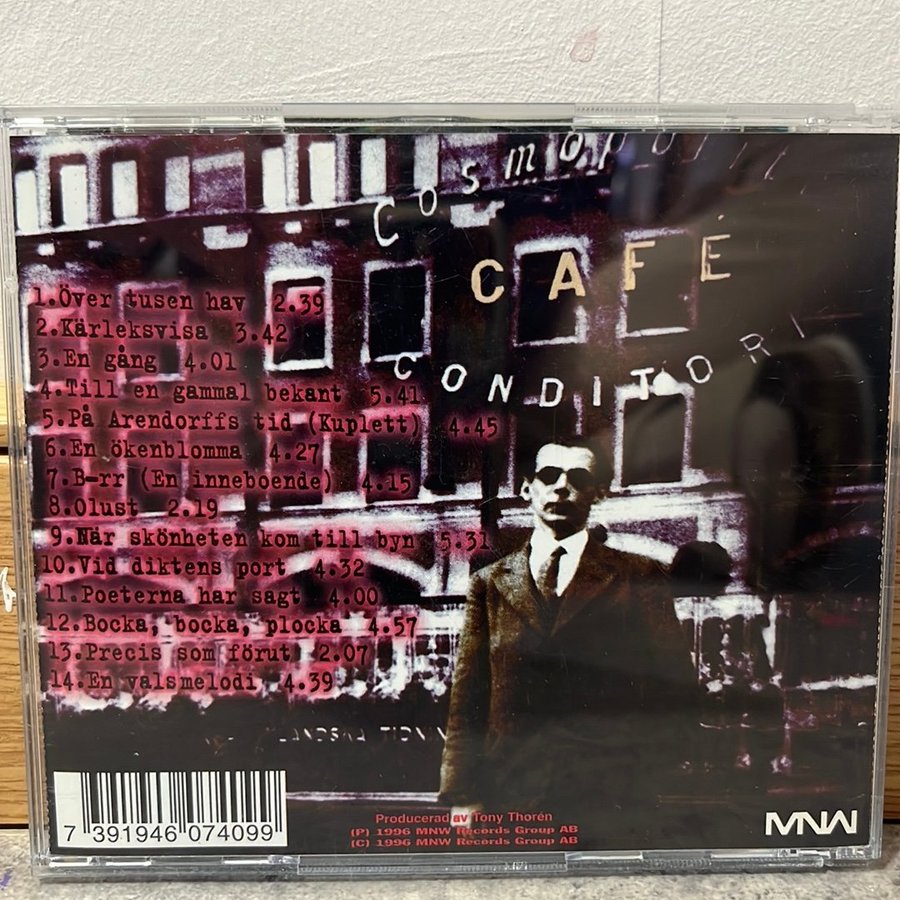 Cosmopolit
CAFÉ
CONDITORI
1.Över tusen hav 2.39
2.Kärleksvisa 3.42
3.En gång 4.01
4.Till en gammal bekant 5.41
5.På Arendorffs tid (Kuplett) 4.45
6.En ökenblomma 4.27
7.B-rr (En inneboende) 4.15
8.Olust 2.19
9.När skönheten kom till byn 5.31
10.Vid diktens port 4.32
11.Poeterna har sagt 4.00
12.Bocka, bocka, plocka 4.57
13.Precis som förut 2.07
14.En valsmelodi 4.39
7 391946 074099
Producerad av Tony Thorén
(P) 1996 MNW Records Group AB
(C) 1996 MNW Records Group AB
MNW